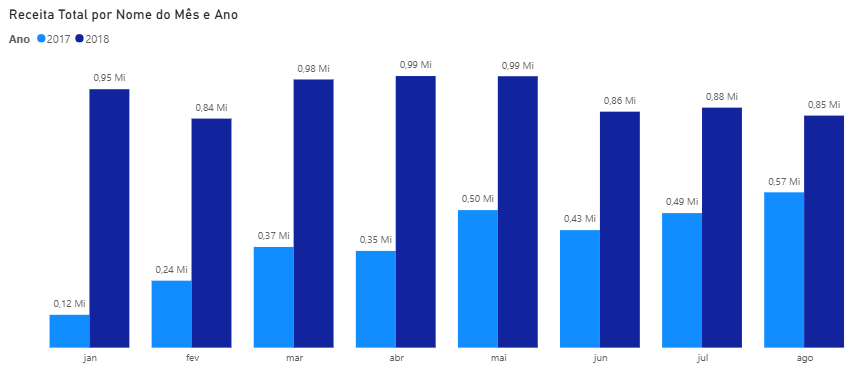 Receita Total por Nome do Mês e Ano
Ano 2017 2018
0,95 Mi
0,84 Mi
0,98 Mi
0,99 Mi
0,99 Mi
0,86 Mi
0,88 Mi
0,85 Mi
0,12 Mi
0,24 Mi
0,37 Mi
0,35 Mi
0,50 Mi
0,43 Mi
0,49 Mi
0,57 Mi
jan fev mar abr mai jun jul ago